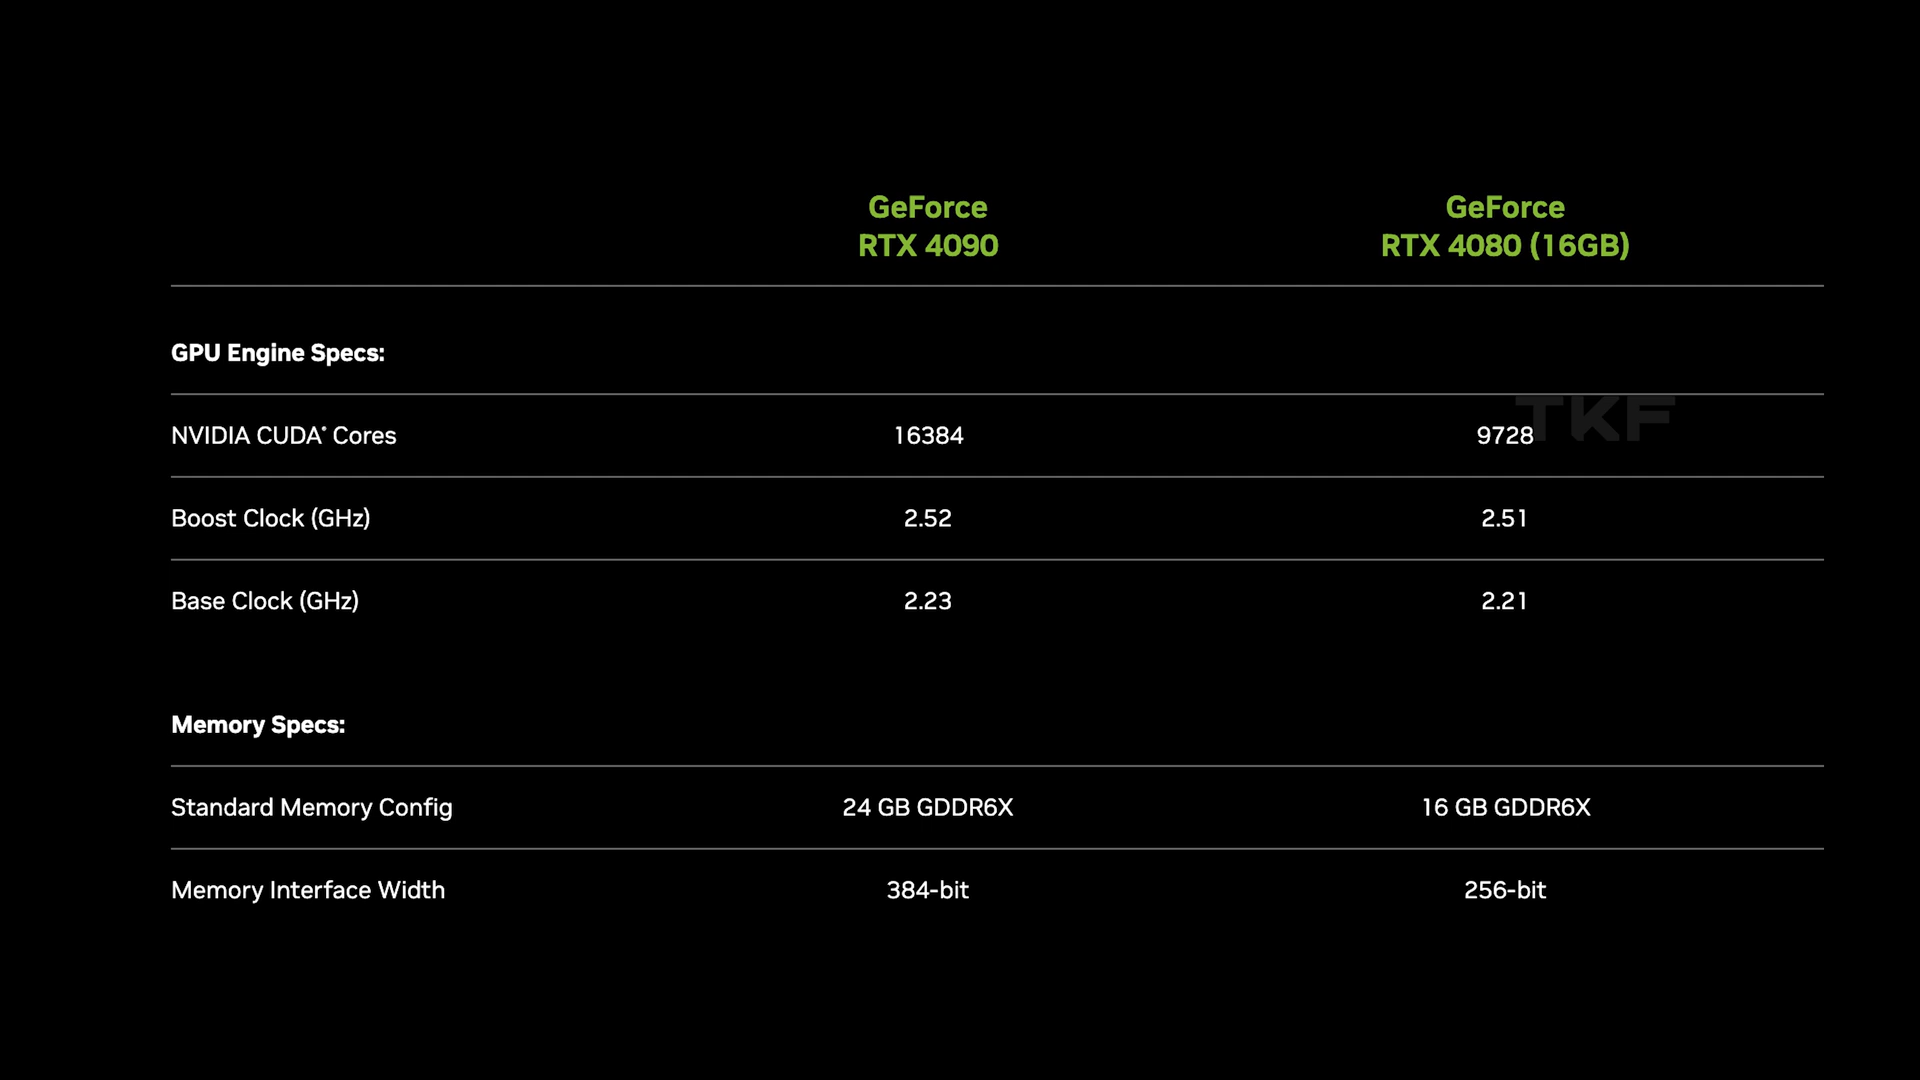 GeForce
RTX 4090
GeForce
RTX 4080 (16GB)
GPU Engine Specs:
NVIDIA CUDA® Cores 16384 9728
TKF
Boost Clock (GHz) 2.52 2.51
Base Clock (GHz) 2.23 2.21
Memory Specs:
Standard Memory Config 24 GB GDDR6X 16 GB GDDR6X
Memory Interface Width 384-bit 256-bit